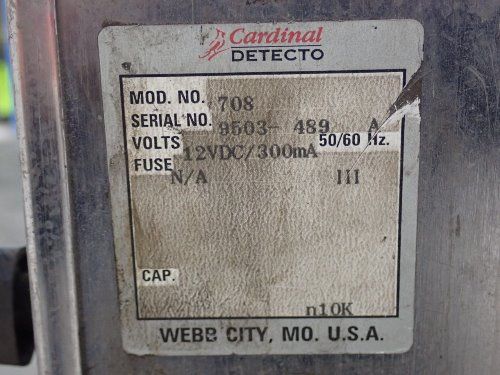 Cardinal
DETECTO
MOD. NO. 708
SERIAL NO. 9503- 489 A
VOLTS 12VDC/300mA 50/60 Hz.
FUSE N/A III
CAP.
n10K
WEBB CITY, MO. U.S.A.